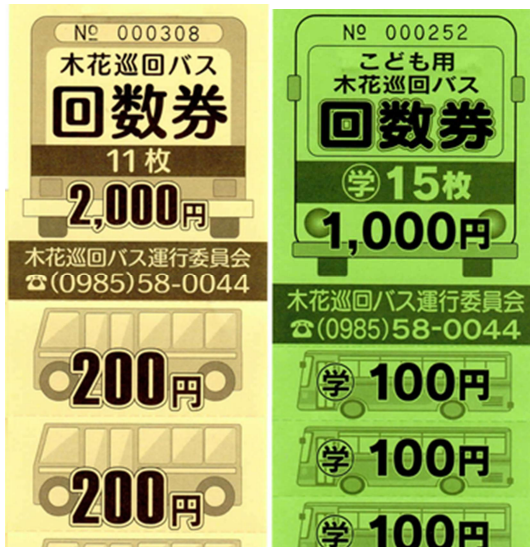 № 000308
木花巡回バス
回数券
11枚
2,000円
木花巡回バス運行委員会
☎(0985)58-0044
200円
200円
№ 000252
こども用
木花巡回バス
回数券
㊫15枚
1,000円
木花巡回バス運行委員会
☎(0985)58-0044
㊫100円
㊫100円
㊫100円